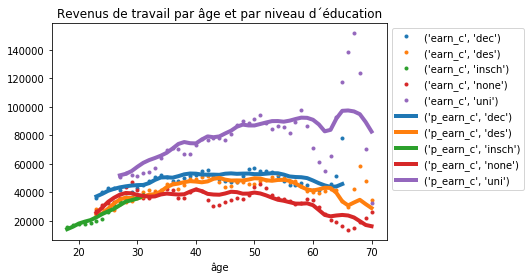 Revenus de travail par âge et par niveau d´éducation
140000
120000
100000
80000
60000
40000
20000
20
30
40
50
60
70
âge
('earn_c', 'dec')
('earn_c', 'des')
('earn_c', 'insch')
('earn_c', 'none')
('earn_c', 'uni')
('p_earn_c', 'dec')
('p_earn_c', 'des')
('p_earn_c', 'insch')
('p_earn_c', 'none')
('p_earn_c', 'uni')